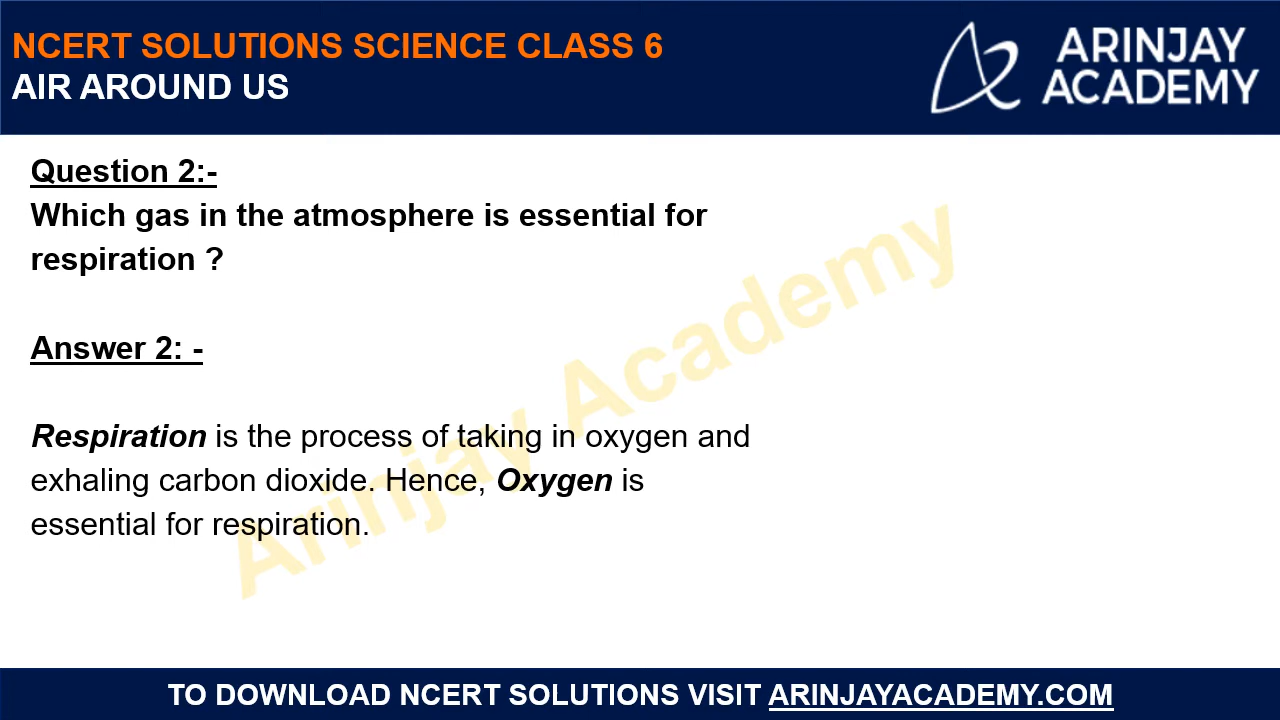 NCERT SOLUTIONS SCIENCE CLASS 6
AIR AROUND US
ARINJAY
ACADEMY
Question 2:-
Which gas in the atmosphere is essential for
respiration ?
Answer 2: -
Respiration is the process of taking in oxygen and
exhaling carbon dioxide. Hence, Oxygen is
essential for respiration.
Arinjay Academy
TO DOWNLOAD NCERT SOLUTIONS VISIT ARINJAYACADEMY.COM